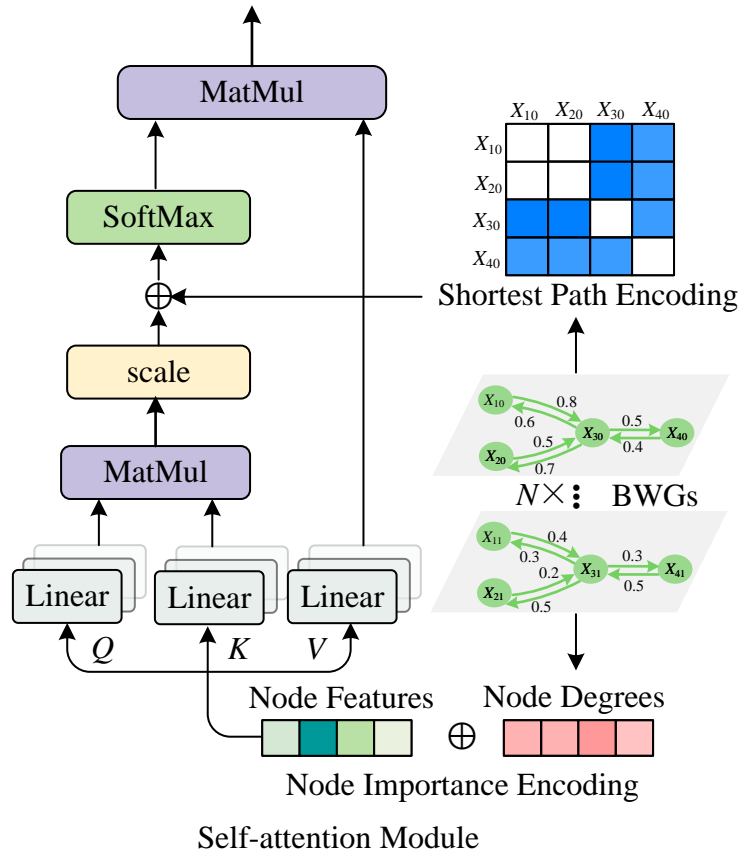 MatMul
SoftMax
scale
MatMul
Linear
Linear
Linear
Q
K
V
X10 X20 X30 X40
X10
X20
X30
X40
Shortest Path Encoding
X10
0.8
0.6
X30
0.5
0.4
X40
X20
0.5
0.7
N× BWGs
X11
0.4
0.3
X31
0.3
0.5
X41
X21
0.2
0.5
Node Features
Node Degrees
Node Importance Encoding
Self-attention Module